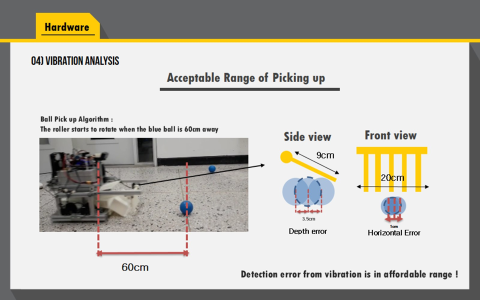 Hardware
04) VIBRATION ANALYSIS
Acceptable Range of Picking up
Ball Pick up Algorithm :
The roller starts to rotate when the blue ball is 60cm away
Side view
Front view
9cm
20cm
3.5cm
Depth error
Horizontal Error
60cm
Detection error from vibration is in affordable range !